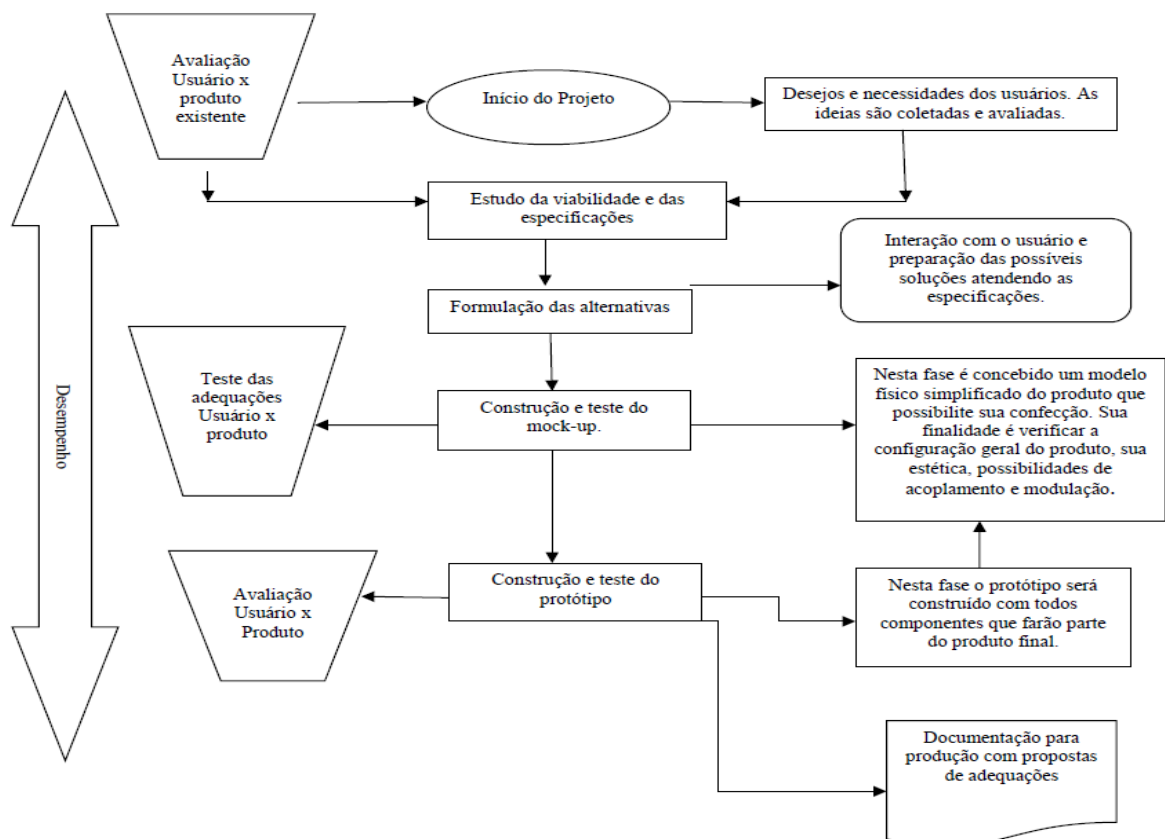 Avaliação
Usuário x
produto
existente
Início do Projeto
Desejos e necessidades dos usuários. As
ideias são coletadas e avaliadas.
Estudo da viabilidade e das
especificações
Interação com o usuário e
preparação das possíveis
soluções atendendo as
especificações.
Formulação das alternativas
Desempenho
Teste das
adequações
Usuário x
produto
Construção e teste do
mock-up.
Nesta fase é concebido um modelo
físico simplificado do produto que
possibilite sua confecção. Sua
finalidade é verificar a
configuração geral do produto, sua
estética, possibilidades de
acoplamento e modulação.
Avaliação
Usuário x
Produto
Construção e teste do
protótipo
Nesta fase o protótipo será
construído com todos
componentes que farão parte
do produto final.
Documentação para
produção com propostas
de adequações